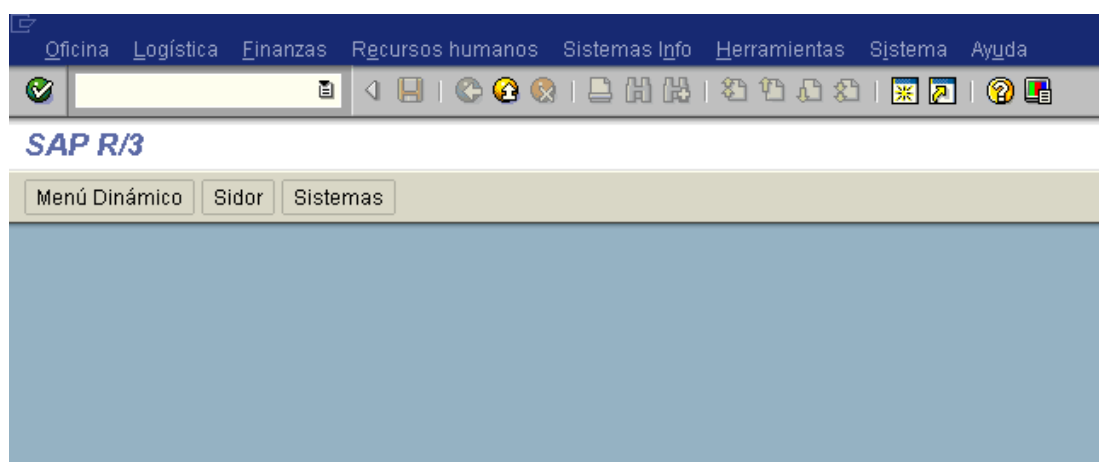 Oficina Logística Finanzas Recursos humanos Sistemas Info Herramientas Sistema Ayuda
SAP R/3
Menú Dinámico Sidor Sistemas